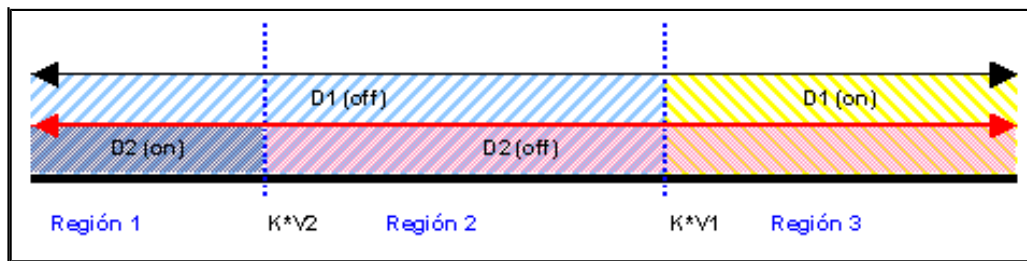 D1 (off) D1 (on)
D2 (on) D2 (off)
Región 1 K*V2 Región 2 K*V1 Región 3